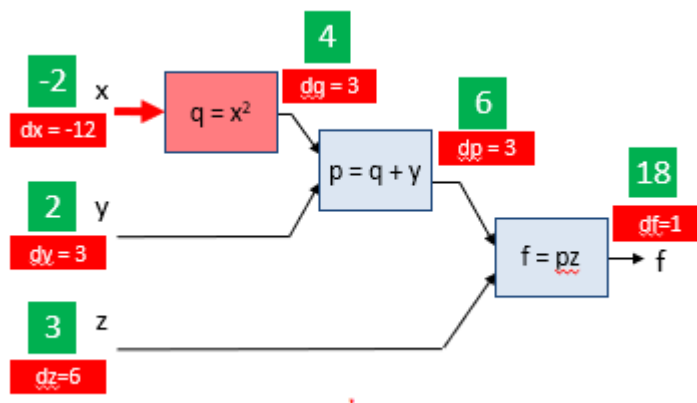 4
-2 x
dq = 3
q = x²
dx = -12
6
p = q + y
dp = 3
2 y
dy = 3
18
df=1
f = pz
f
3 z
dz=6